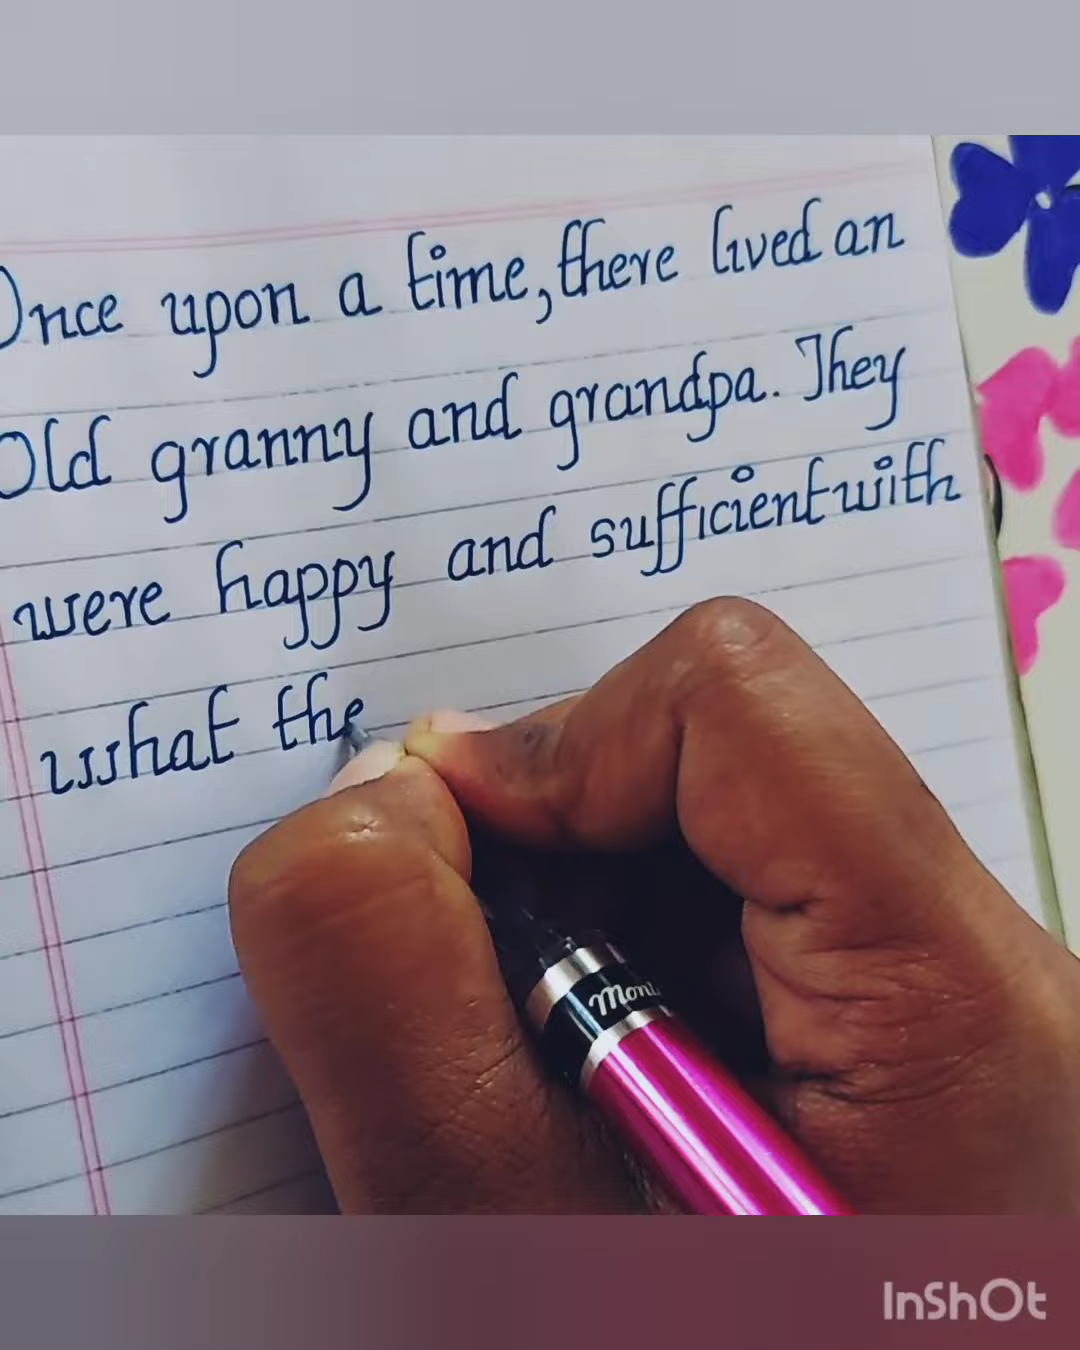 Once upon a time, there lived an
Old granny and grandpa. They
were happy and sufficient with
what the
Mont
InShOt